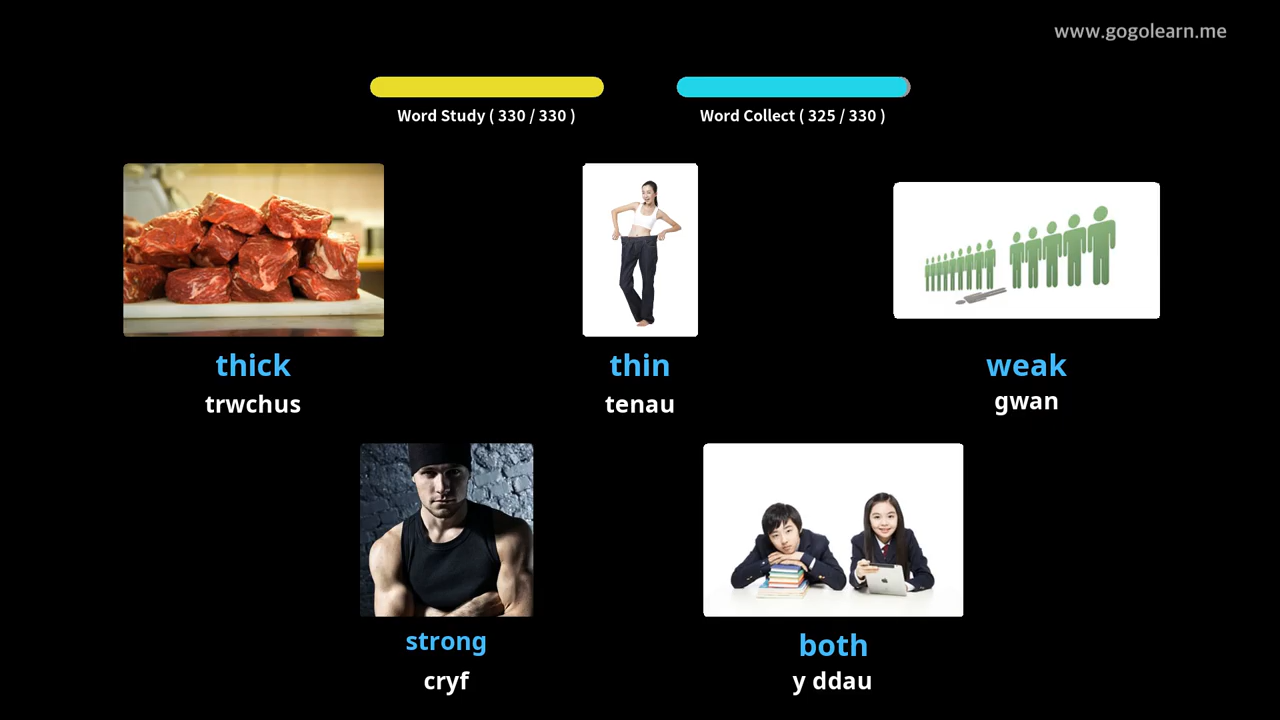 www.gogolearn.me
Word Study ( 330 / 330 )
Word Collect ( 325 / 330 )
thick
trwchus
thin
tenau
weak
gwan
strong
cryf
both
y ddau